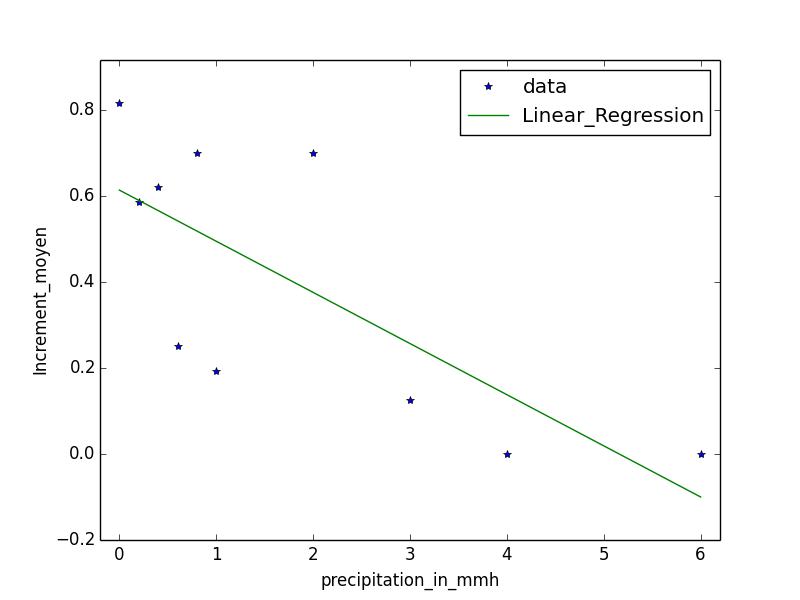 data
Linear_Regression
0.8
0.6
0.4
0.2
0.0
−0.2
Increment_moyen
0 1 2 3 4 5 6
precipitation_in_mmh